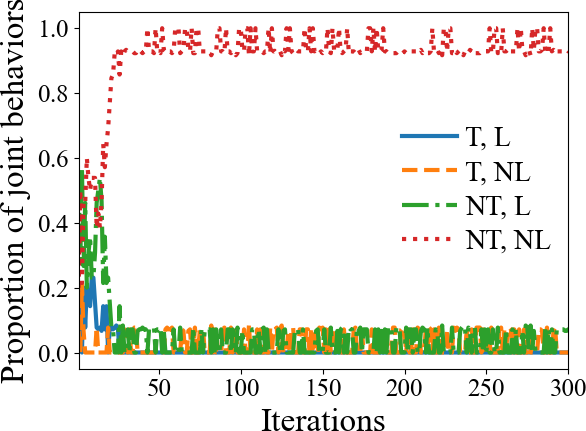 Proportion of joint behaviors
1.0
0.8
0.6
0.4
0.2
0.0
T, L
T, NL
NT, L
NT, NL
50 100 150 200 250 300
Iterations